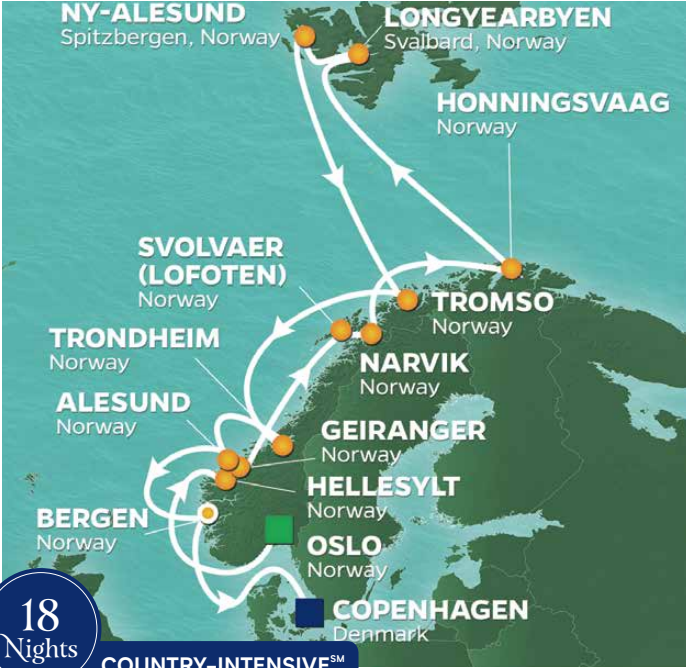 NY-ALESUND
Spitzbergen, Norway
LONGYEARBYEN
Svalbard, Norway
HONNINGSVAAG
Norway
SVOLVAER
(LOFOTEN)
Norway
TROMSO
Norway
TRONDHEIM
Norway
NARVIK
Norway
ALESUND
Norway
GEIRANGER
Norway
HELLESYLT
Norway
BERGEN
Norway
OSLO
Norway
COPENHAGEN
Denmark
18
Nights
COUNTRY-INTENSIVE℠